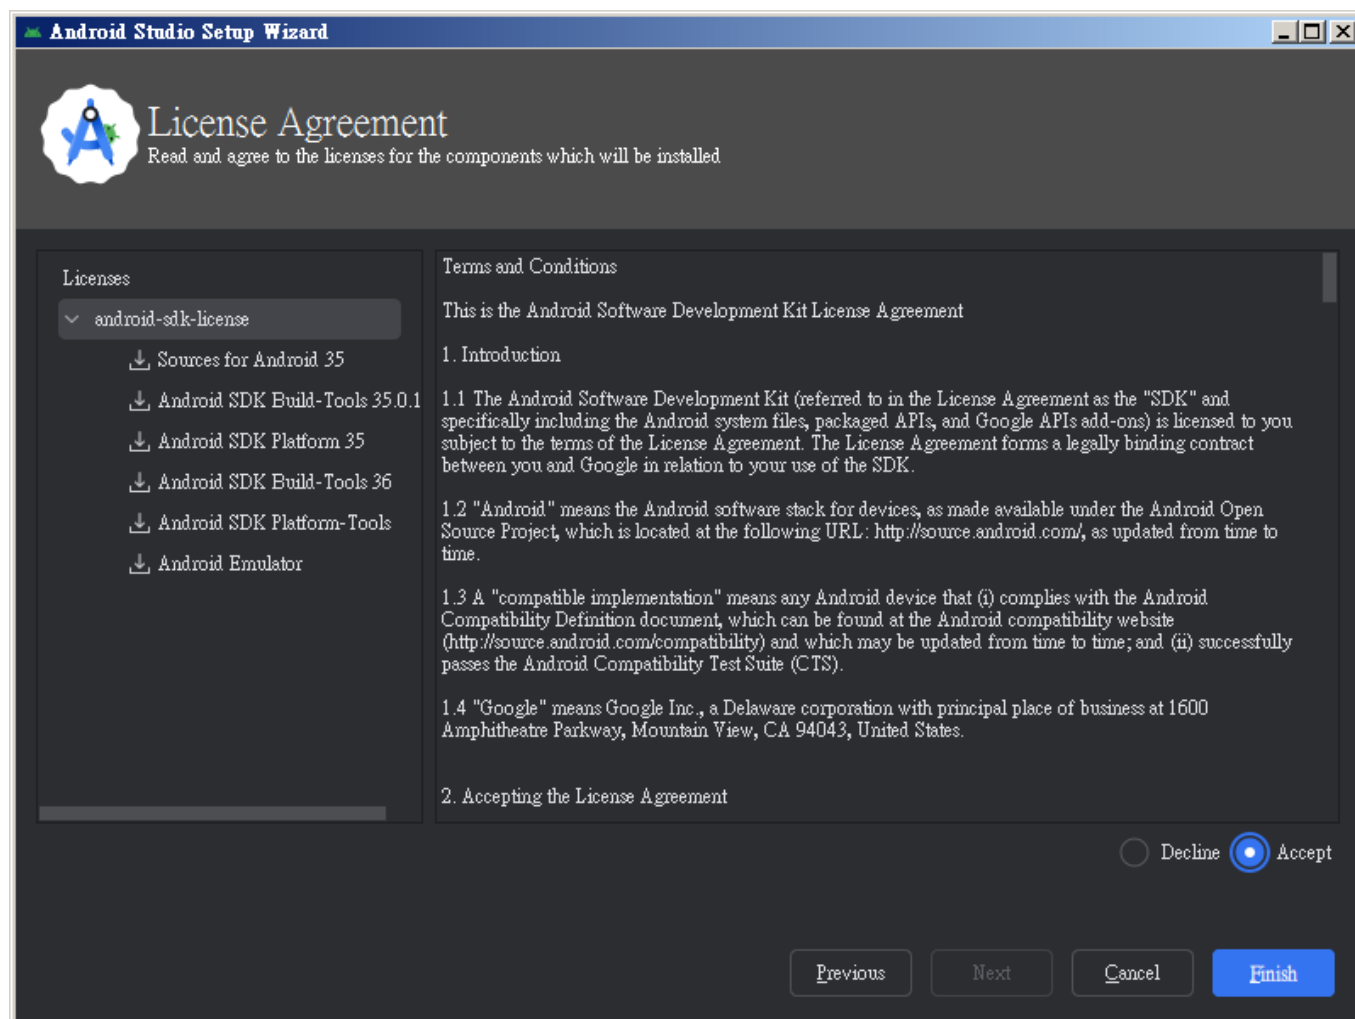 Android Studio Setup Wizard
License Agreement
Read and agree to the licenses for the components which will be installed
Licenses
android-sdk-license
Sources for Android 35
Android SDK Build-Tools 35.0.1
Android SDK Platform 35
Android SDK Build-Tools 36
Android SDK Platform-Tools
Android Emulator
Terms and Conditions
This is the Android Software Development Kit License Agreement
1. Introduction
1.1 The Android Software Development Kit (referred to in the License Agreement as the "SDK" and
specifically including the Android system files, packaged APIs, and Google APIs add-ons) is licensed to you
subject to the terms of the License Agreement. The License Agreement forms a legally binding contract
between you and Google in relation to your use of the SDK.
1.2 "Android" means the Android software stack for devices, as made available under the Android Open
Source Project, which is located at the following URL: http://source.android.com/, as updated from time to
time.
1.3 A "compatible implementation" means any Android device that (i) complies with the Android
Compatibility Definition document, which can be found at the Android compatibility website
(http://source.android.com/compatibility) and which may be updated from time to time; and (ii) successfully
passes the Android Compatibility Test Suite (CTS).
1.4 "Google" means Google Inc., a Delaware corporation with principal place of business at 1600
Amphitheatre Parkway, Mountain View, CA 94043, United States.
2. Accepting the License Agreement
Decline Accept
Previous Next Cancel Finish